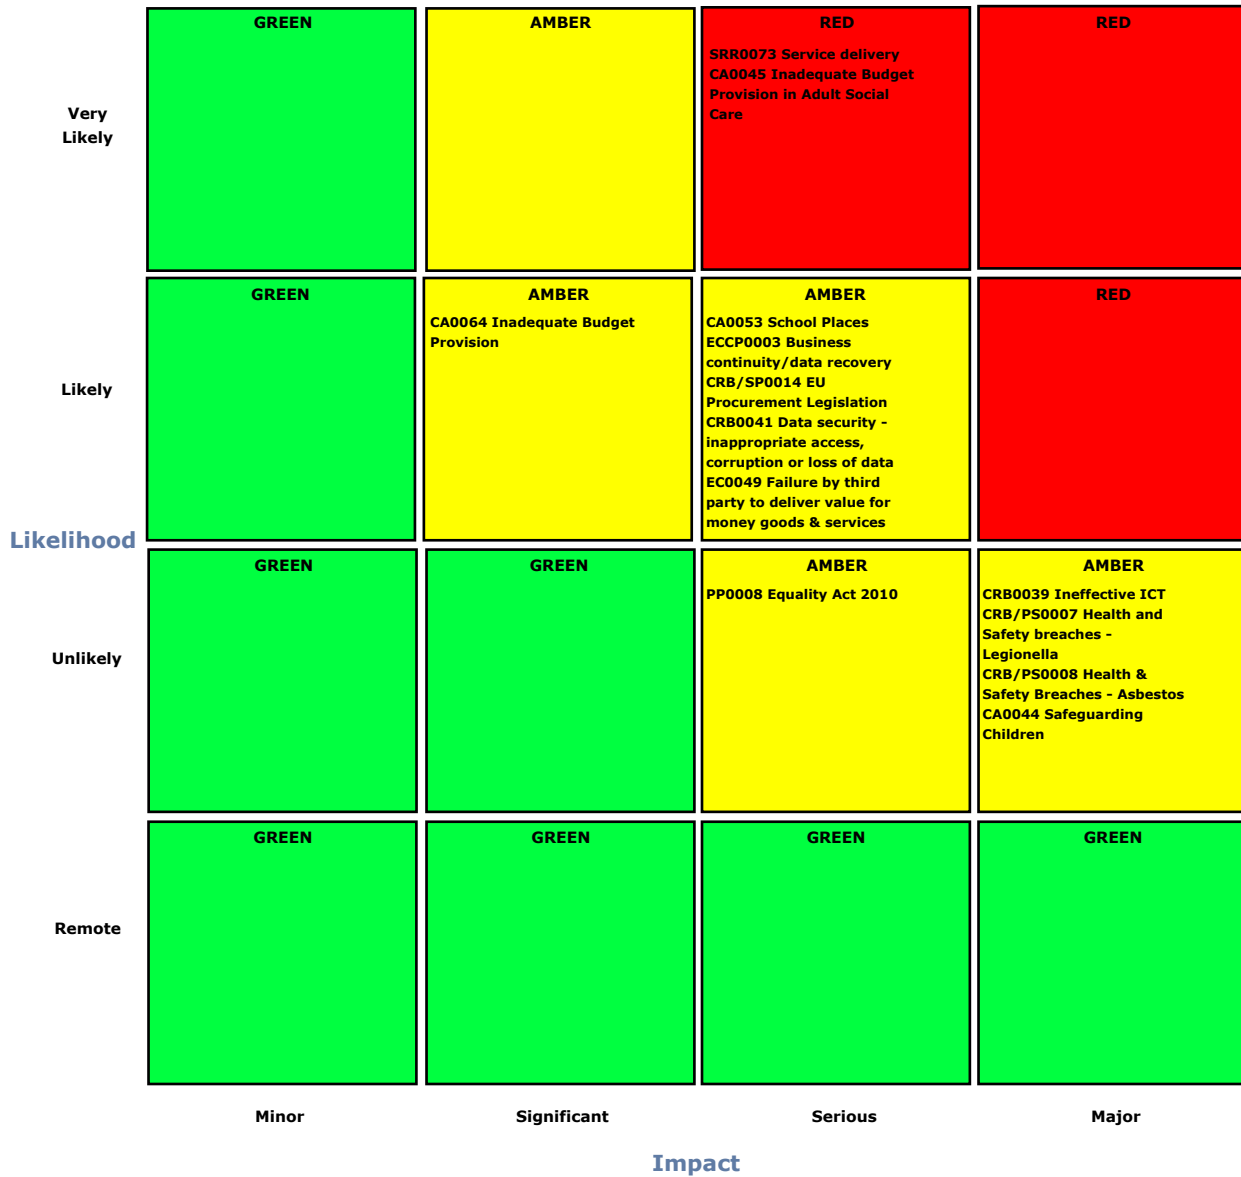 GREEN
AMBER
RED
RED
SRR0073 Service delivery
CA0045 Inadequate Budget
Provision in Adult Social
Care
Very
Likely
GREEN
AMBER
AMBER
RED
CA0064 Inadequate Budget
Provision
CA0053 School Places
ECCP0003 Business
continuity/data recovery
CRB/SP0014 EU
Procurement Legislation
CRB0041 Data security -
inappropriate access,
corruption or loss of data
EC0049 Failure by third
party to deliver value for
money goods & services
Likely
Likelihood
GREEN
GREEN
AMBER
AMBER
PP0008 Equality Act 2010
CRB0039 Ineffective ICT
CRB/PS0007 Health and
Safety breaches -
Legionella
CRB/PS0008 Health &
Safety Breaches - Asbestos
CA0044 Safeguarding
Children
Unlikely
GREEN
GREEN
GREEN
GREEN
Remote
Minor
Significant
Serious
Major
Impact